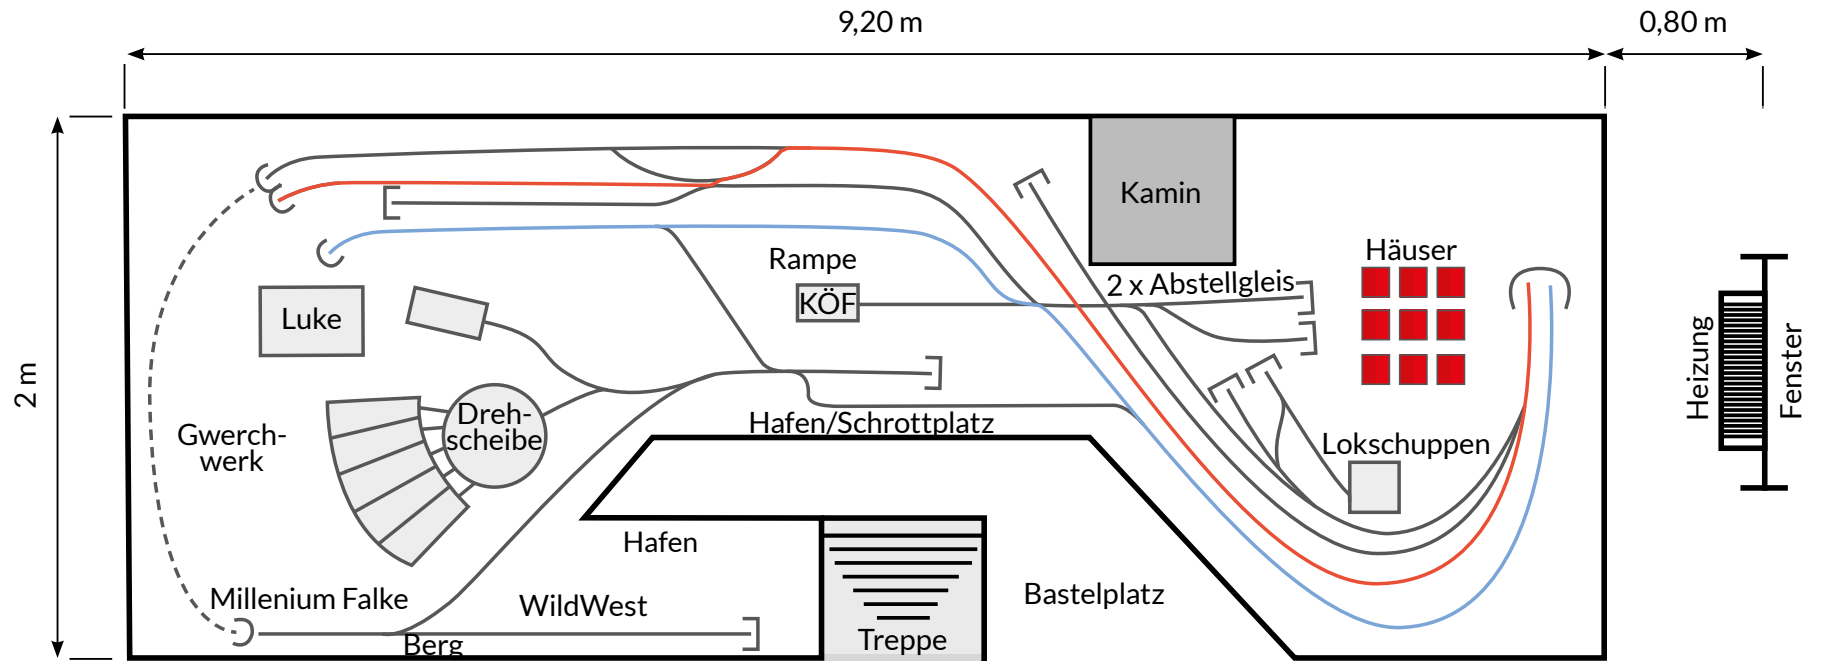 9,20 m
0,80 m
2 m
Kamin
Häuser
Rampe
KÖF
2 x Abstellgleis
Luke
Heizung
Fenster
Dreh-
scheibe
Gwerch-
werk
Hafen/Schrottplatz
Lokschuppen
Hafen
Millenium Falke
WildWest
Bastelplatz
Berg
Treppe